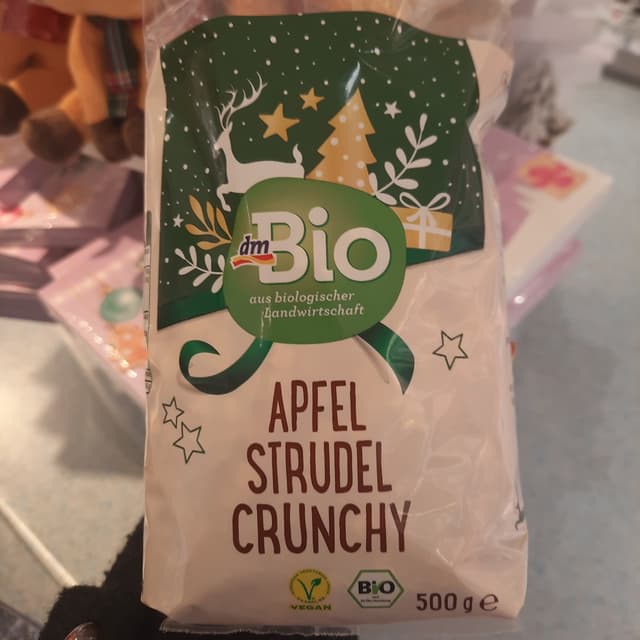 dm
Bio
aus biologischer
Landwirtschaft
APFEL
STRUDEL
CRUNCHY
VEGAN
BIO
500 g e